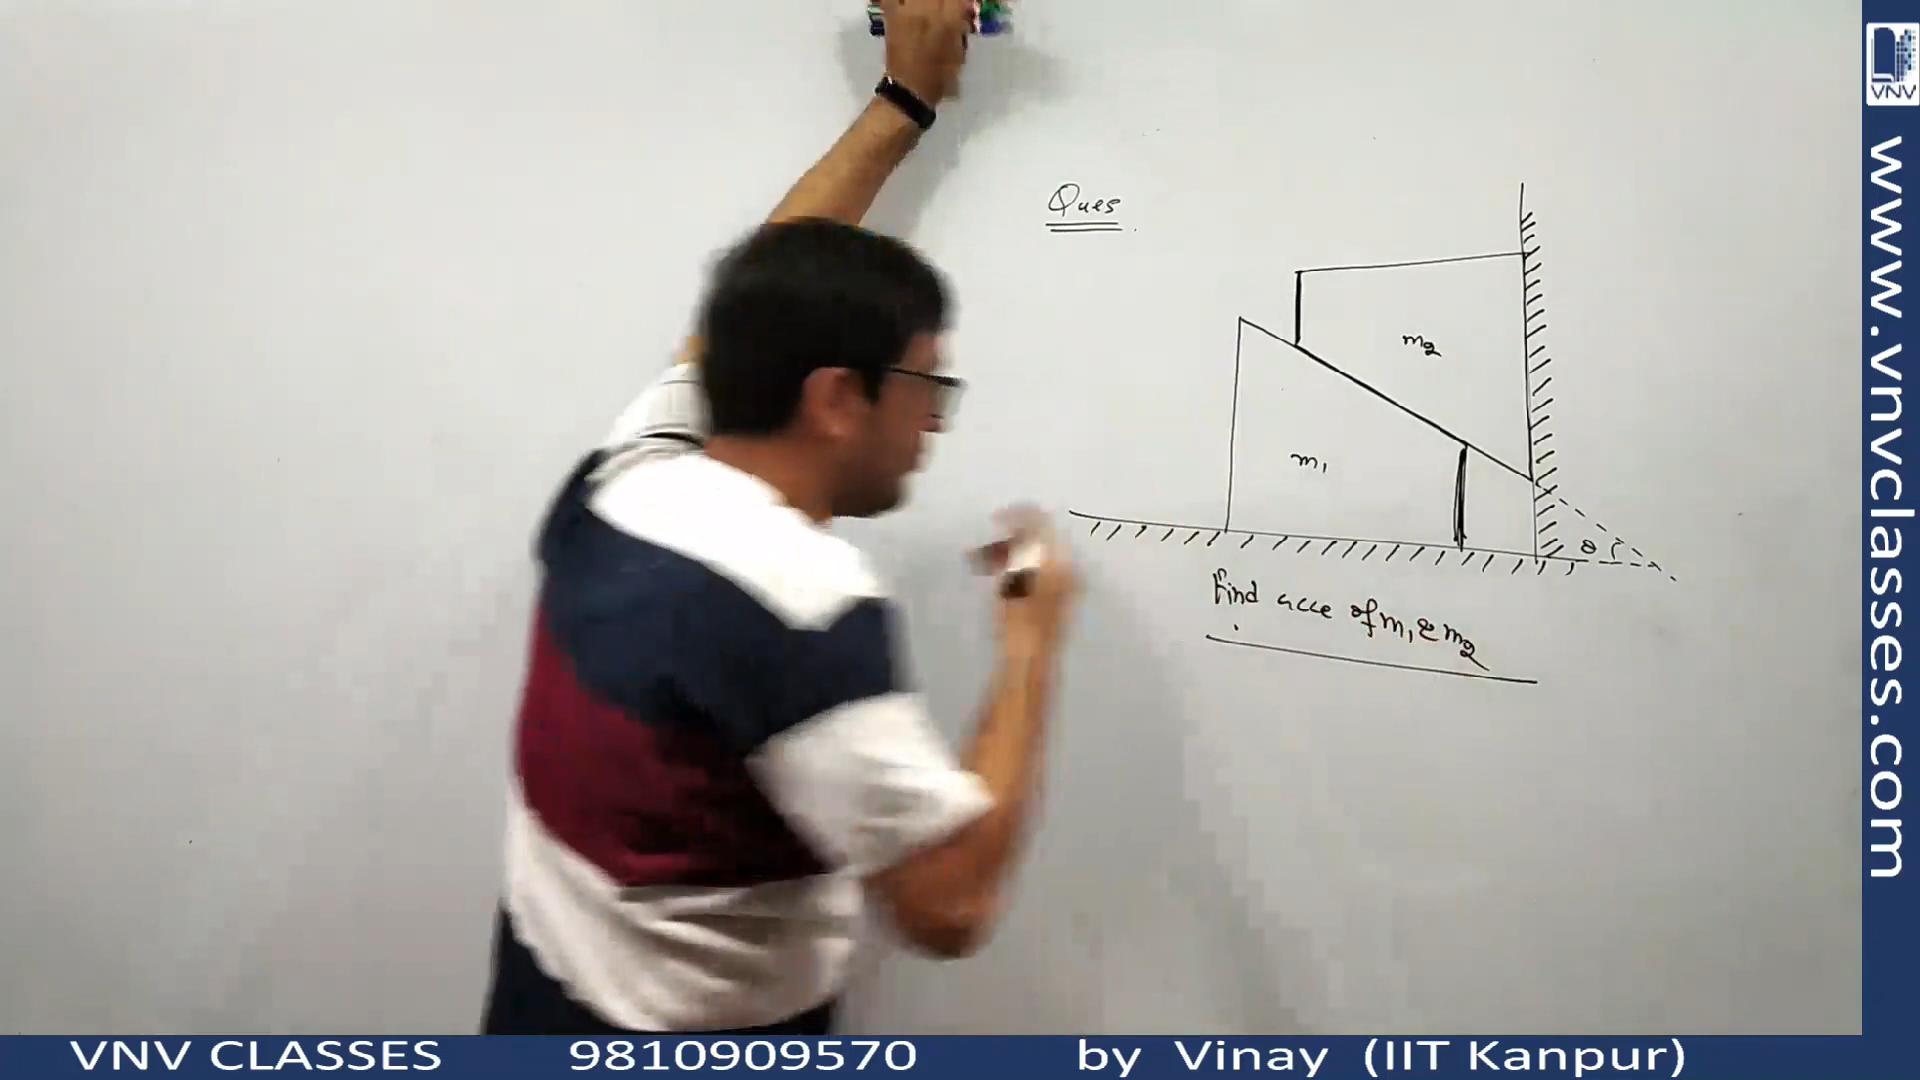 Ques
m2
m1
θ
Find acce of m1 & m2
VNV
www.vnvclasses.com
VNV CLASSES 9810909570 by Vinay (IIT Kanpur)